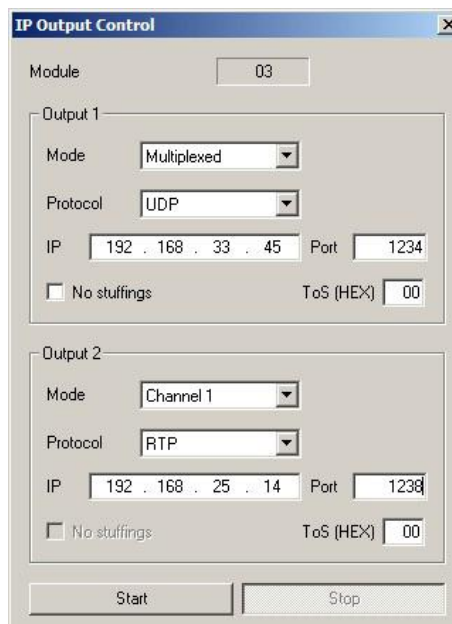 IP Output Control
Module 03
Output 1
Mode Multiplexed
Protocol UDP
IP 192 . 168 . 33 . 45 Port 1234
No stuffings ToS (HEX) 00
Output 2
Mode Channel 1
Protocol RTP
IP 192 . 168 . 25 . 14 Port 1238
No stuffings ToS (HEX) 00
Start Stop